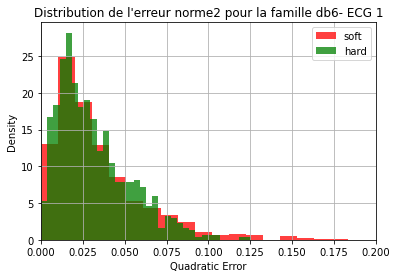 Distribution de l'erreur norme2 pour la famille db6- ECG 1
soft
hard
Density
25
20
15
10
5
0
0.000 0.025 0.050 0.075 0.100 0.125 0.150 0.175 0.200
Quadratic Error